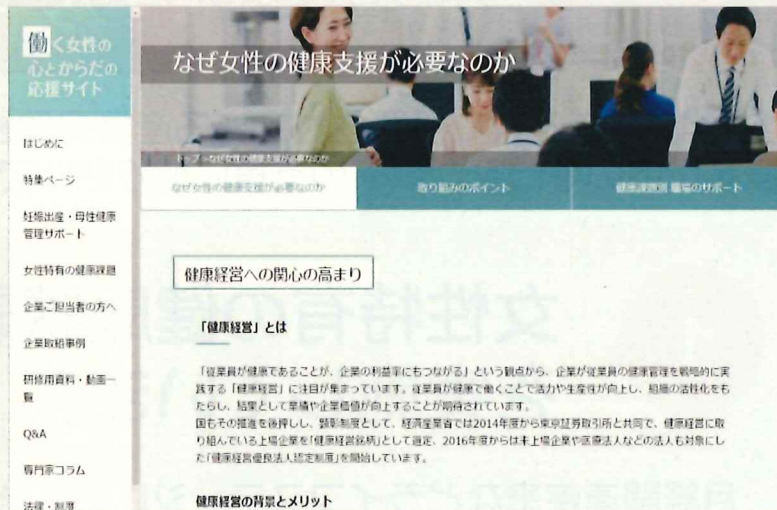 働く女性の
心とからだの
応援サイト
はじめに
特集ページ
妊娠出産・母性健康
管理サポート
女性特有の健康課題
企業ご担当者の方へ
企業取組事例
研修用資料・動画一
覧
Q&A
専門家コラム
法律・制度
なぜ女性の健康支援が必要なのか
トップ >なぜ女性の健康支援が必要なのか
なぜ女性の健康支援が必要なのか
取り組みのポイント
健康課題別 職場のサポート
健康経営への関心の高まり
「健康経営」とは
「従業員が健康であることが、企業の利益率にもつながる」という観点から、企業が従業員の健康管理を戦略的に実
践する「健康経営」に注目が集まっています。従業員が健康で働くことで活力や生産性が向上し、組織の活性化をも
たらし、結果として業績や企業価値が向上することが期待されています。
国もその推進を後押しし、顕彰制度として、経済産業省では2014年度から東京証券取引所と共同で、健康経営に取
り組んでいる上場企業を「健康経営銘柄」として選定、2016年度からは未上場企業や医療法人などの法人も対象にし
た「健康経営優良法人認定制度」を開始しています。
健康経営の背景とメリット